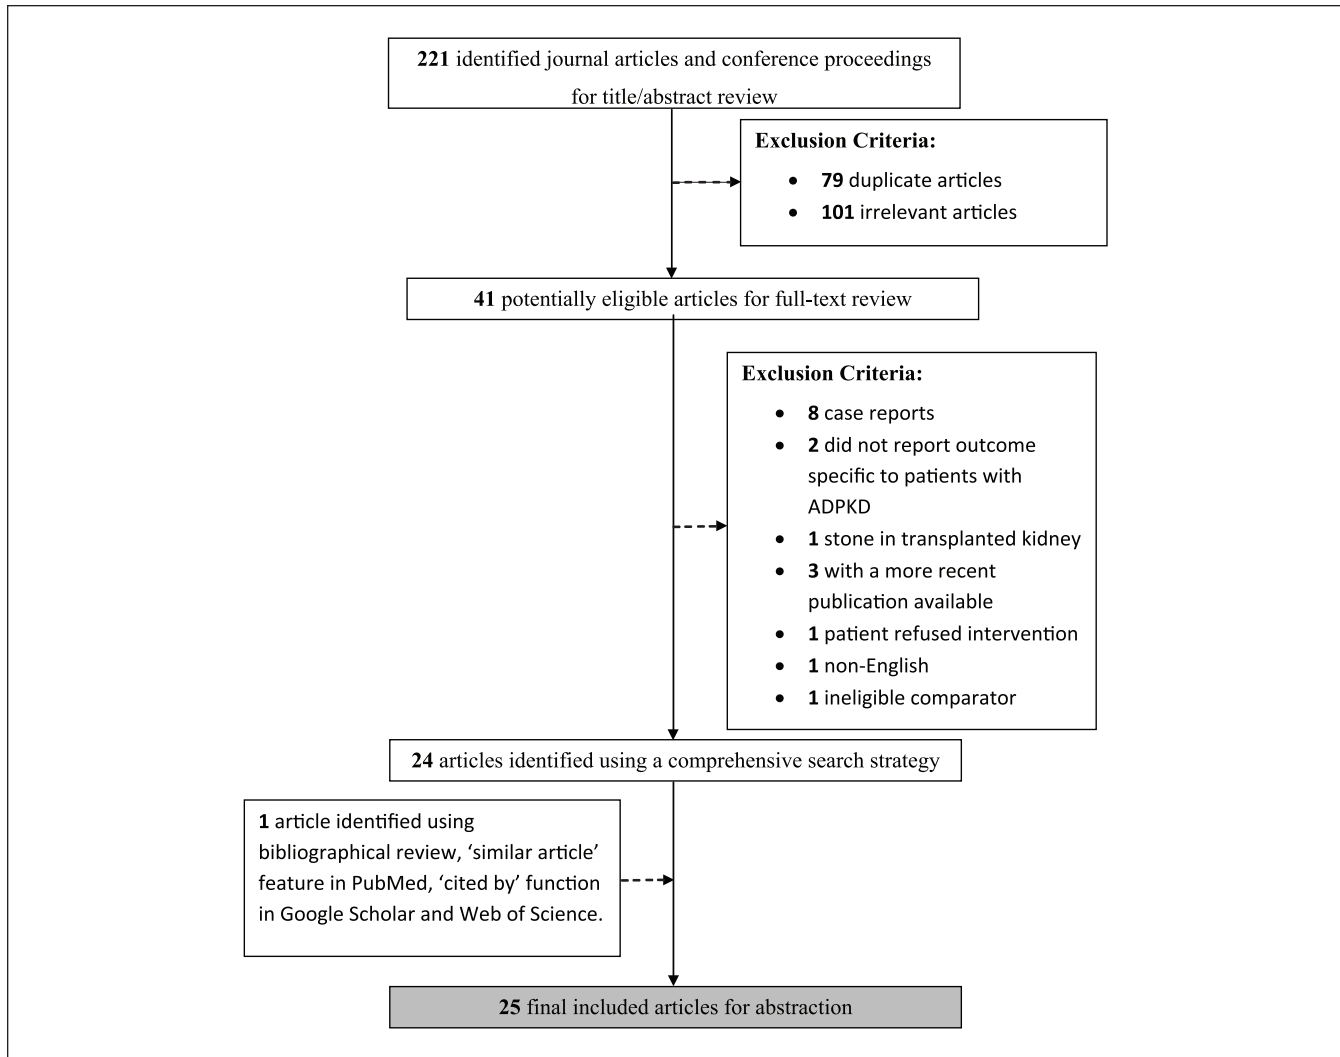 221 identified journal articles and conference proceedings
for title/abstract review
Exclusion Criteria:
• 79 duplicate articles
• 101 irrelevant articles
41 potentially eligible articles for full-text review
Exclusion Criteria:
• 8 case reports
• 2 did not report outcome
specific to patients with
ADPKD
• 1 stone in transplanted kidney
• 3 with a more recent
publication available
• 1 patient refused intervention
• 1 non-English
• 1 ineligible comparator
24 articles identified using a comprehensive search strategy
1 article identified using
bibliographical review, ‘similar article’
feature in PubMed, ‘cited by’ function
in Google Scholar and Web of Science.
25 final included articles for abstraction